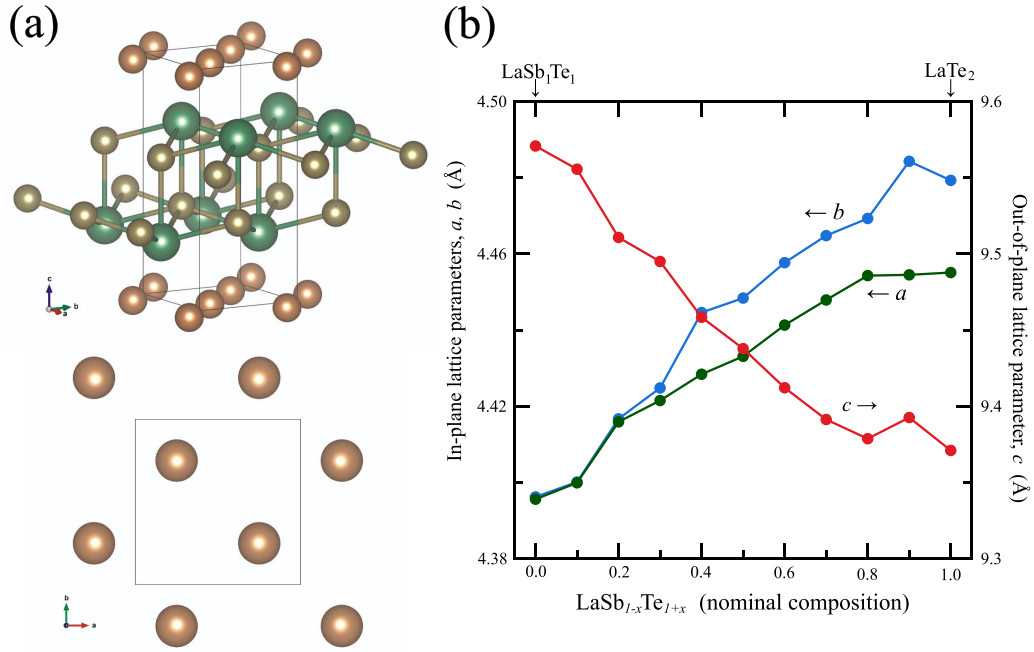 (a)
c
b
a
b
a
(b)
LaSb1Te1
LaTe2
4.50
4.46
4.42
4.38
In-plane lattice parameters, a, b (Å)
← b
← a
c →
9.6
9.5
9.4
9.3
Out-of-plane lattice parameter, c (Å)
0.0 0.2 0.4 0.6 0.8 1.0
LaSb1-xTe1+x (nominal composition)